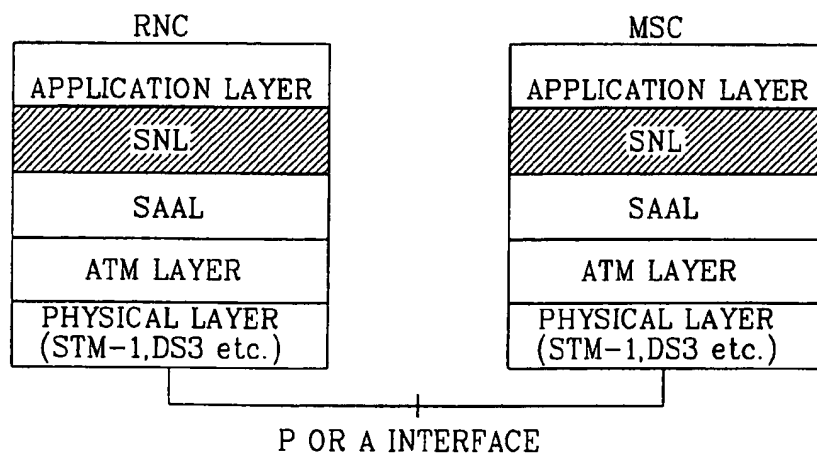 RNC
APPLICATION LAYER
SNL
SAAL
ATM LAYER
PHYSICAL LAYER
(STM-1,DS3 etc.)
MSC
APPLICATION LAYER
SNL
SAAL
ATM LAYER
PHYSICAL LAYER
(STM-1,DS3 etc.)
P OR A INTERFACE